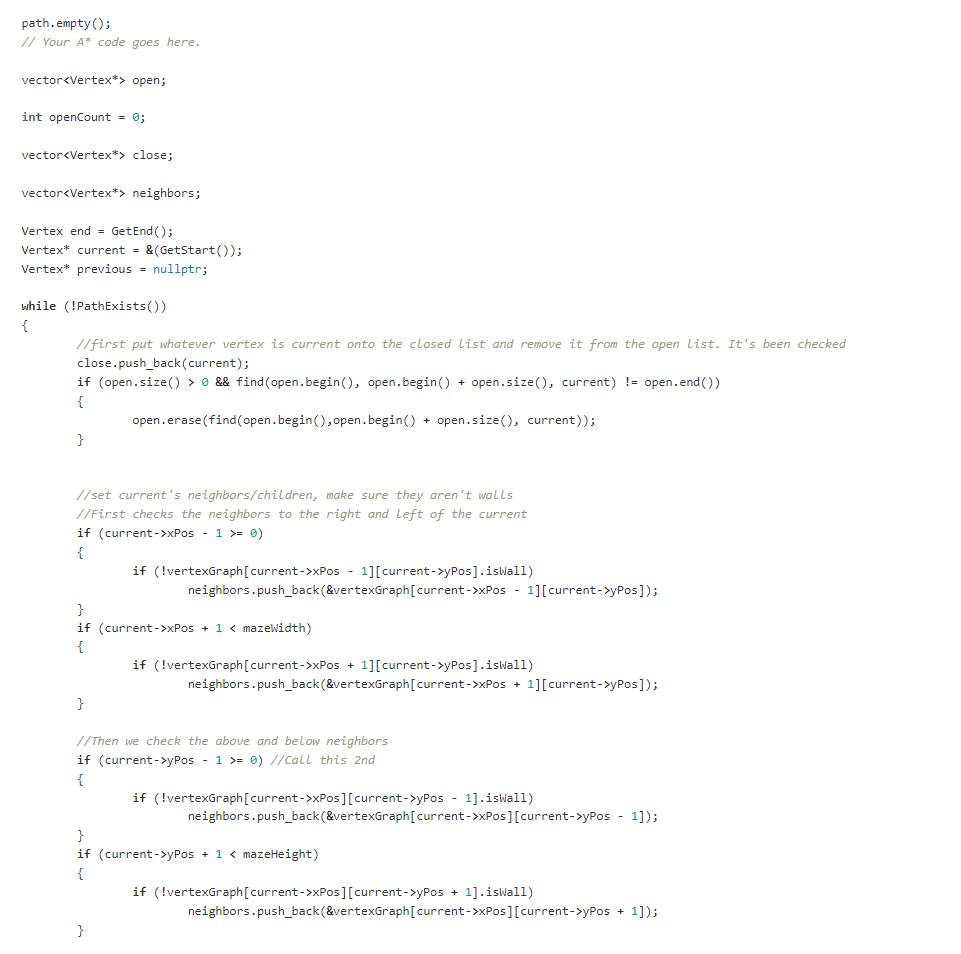 path.empty();
// Your A* code goes here.
vector<Vertex*> open;
int openCount = 0;
vector<Vertex*> close;
vector<Vertex*> neighbors;
Vertex end = GetEnd();
Vertex* current = &(GetStart());
Vertex* previous = nullptr;
while (!PathExists())
{
//first put whatever vertex is current onto the closed list and remove it from the open list. It's been checked
close.push_back(current);
if (open.size() > 0 && find(open.begin(), open.begin() + open.size(), current) != open.end())
{
open.erase(find(open.begin(),open.begin() + open.size(), current));
}
//set current's neighbors/children, make sure they aren't walls
//First checks the neighbors to the right and left of the current
if (current->xPos - 1 >= 0)
{
if (!vertexGraph[current->xPos - 1][current->yPos].isWall)
neighbors.push_back(&vertexGraph[current->xPos - 1][current->yPos]);
}
if (current->xPos + 1 < mazeWidth)
{
if (!vertexGraph[current->xPos + 1][current->yPos].isWall)
neighbors.push_back(&vertexGraph[current->xPos + 1][current->yPos]);
}
//Then we check the above and below neighbors
if (current->yPos - 1 >= 0) //Call this 2nd
{
if (!vertexGraph[current->xPos][current->yPos - 1].isWall)
neighbors.push_back(&vertexGraph[current->xPos][current->yPos - 1]);
}
if (current->yPos + 1 < mazeHeight)
{
if (!vertexGraph[current->xPos][current->yPos + 1].isWall)
neighbors.push_back(&vertexGraph[current->xPos][current->yPos + 1]);
}